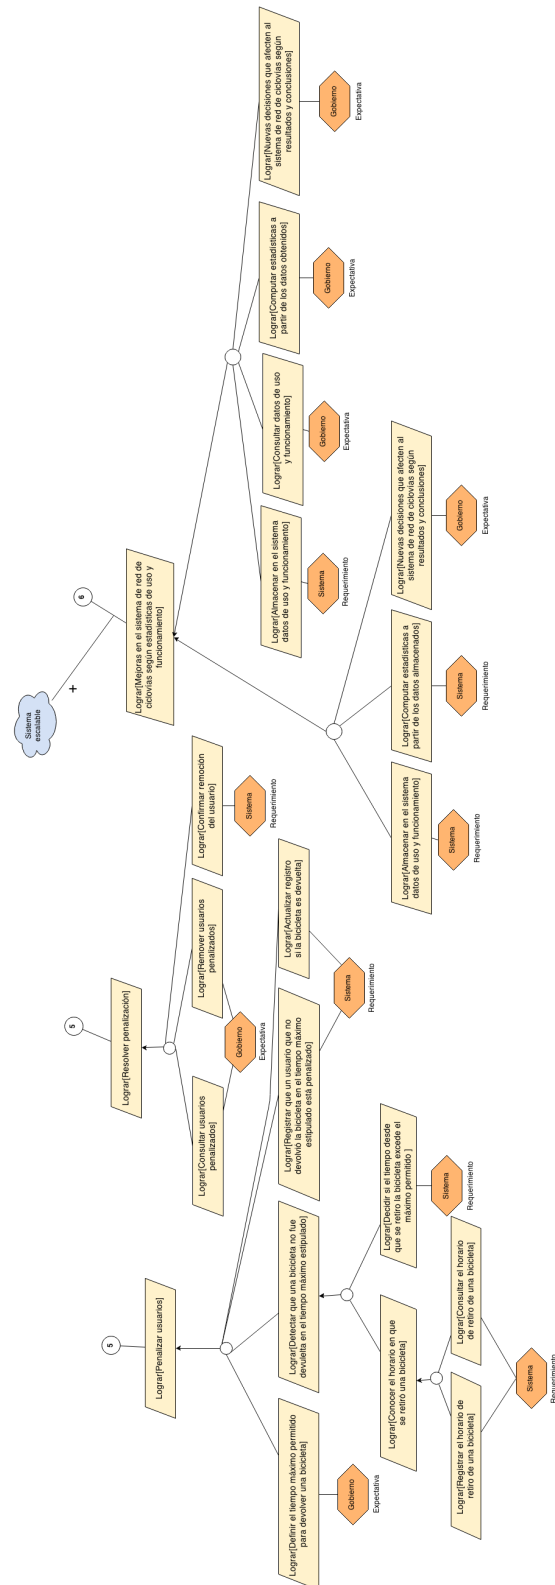 5
Lograr[Penalizar usuarios]
Lograr[Definir el tiempo máximo permitido
para devolver una bicicleta]
Gobierno
Expectativa
Lograr[Detectar que una bicicleta no fue
devuelta en el tiempo máximo estipulado]
Lograr[Conocer el horario en que
se retiró una bicicleta]
Lograr[Registrar el horario de
retiro de una bicicleta]
Lograr[Consultar el horario
de retiro de una bicicleta]
Sistema
Requerimiento
Lograr[Decidir si el tiempo desde
que se retiro la bicicleta excede el
máximo permitido ]
Sistema
Requerimiento
Lograr[Registrar que un usuario que no
devolvió la bicicleta en el tiempo máximo
estipulado está penalizado]
Lograr[Actualizar registro
si la bicicleta es devuelta]
Sistema
Requerimiento
5
Lograr[Resolver penalización]
Lograr[Consultar usuarios
penalizados]
Lograr[Remover usuarios
penalizados]
Gobierno
Expectativa
Lograr[Confirmar remoción
del usuario]
Sistema
Requerimiento
Sistema
escalable
+
6
Lograr[Mejoras en el sistema de red de
ciclovías según estadísticas de uso y
funcionamiento]
Lograr[Almacenar en el sistema
datos de uso y funcionamiento]
Sistema
Requerimiento
Lograr[Consultar datos de uso
y funcionamiento]
Gobierno
Expectativa
Lograr[Computar estadísticas a
partir de los datos obtenidos]
Gobierno
Expectativa
Lograr[Nuevas decisiones que afecten al
sistema de red de ciclovías según
resultados y conclusiones]
Gobierno
Expectativa
Lograr[Almacenar en el sistema
datos de uso y funcionamiento]
Sistema
Requerimiento
Lograr[Computar estadísticas a
partir de los datos almacenados]
Sistema
Requerimiento
Lograr[Nuevas decisiones que afecten al
sistema de red de ciclovías según
resultados y conclusiones]
Gobierno
Expectativa